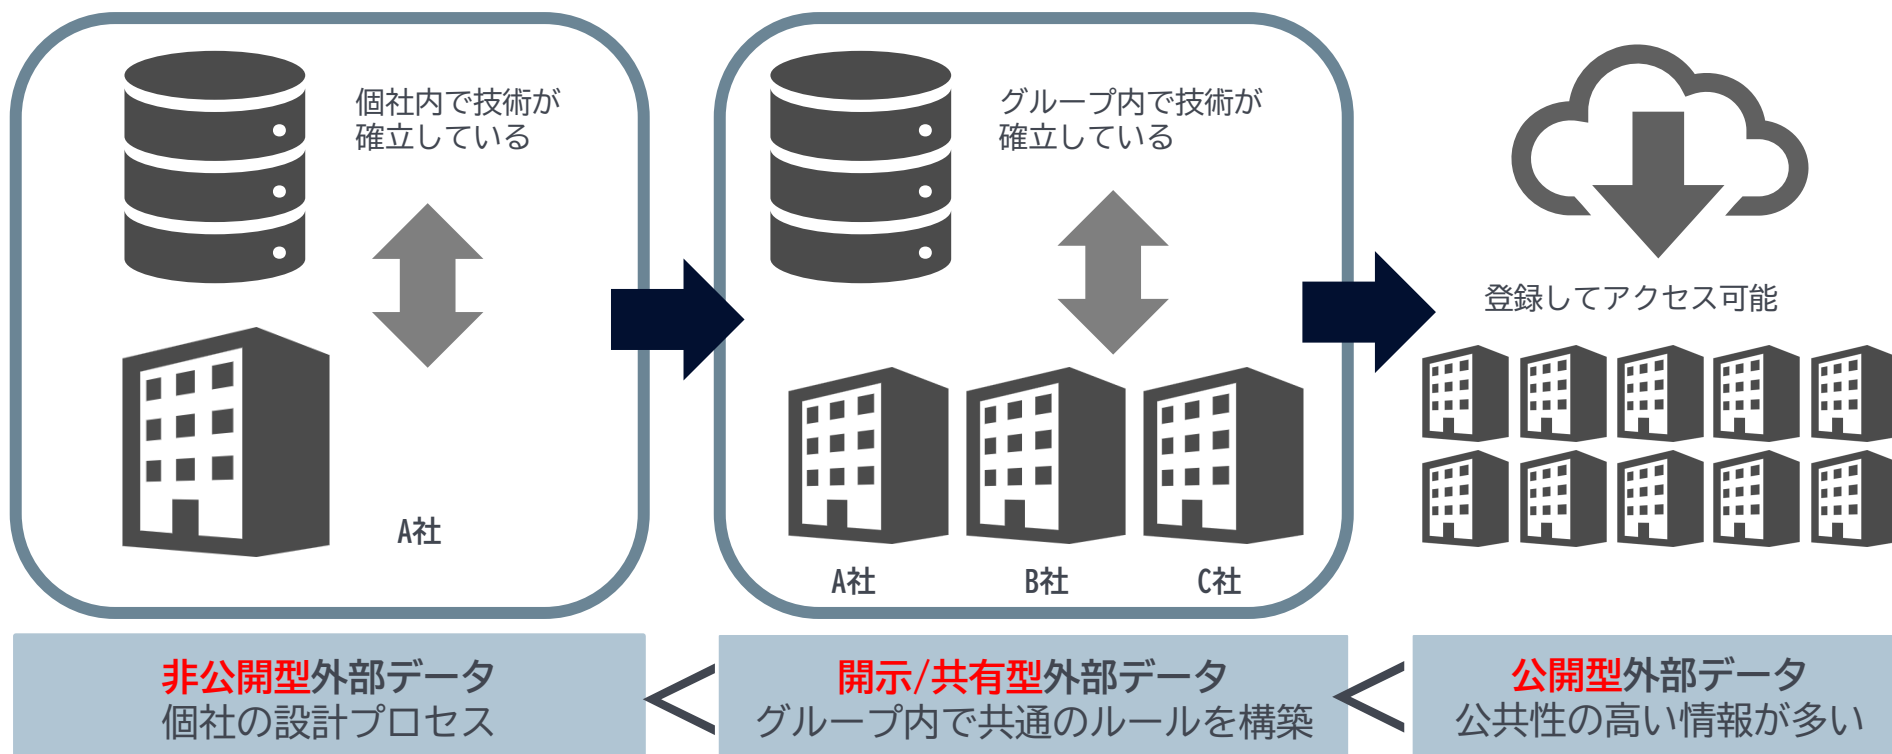 個社内で技術が
確立している
A社
グループ内で技術が
確立している
A社
B社
C社
登録してアクセス可能
非公開型外部データ
個社の設計プロセス
<
開示/共有型外部データ
グループ内で共通のルールを構築
<
公開型外部データ
公共性の高い情報が多い